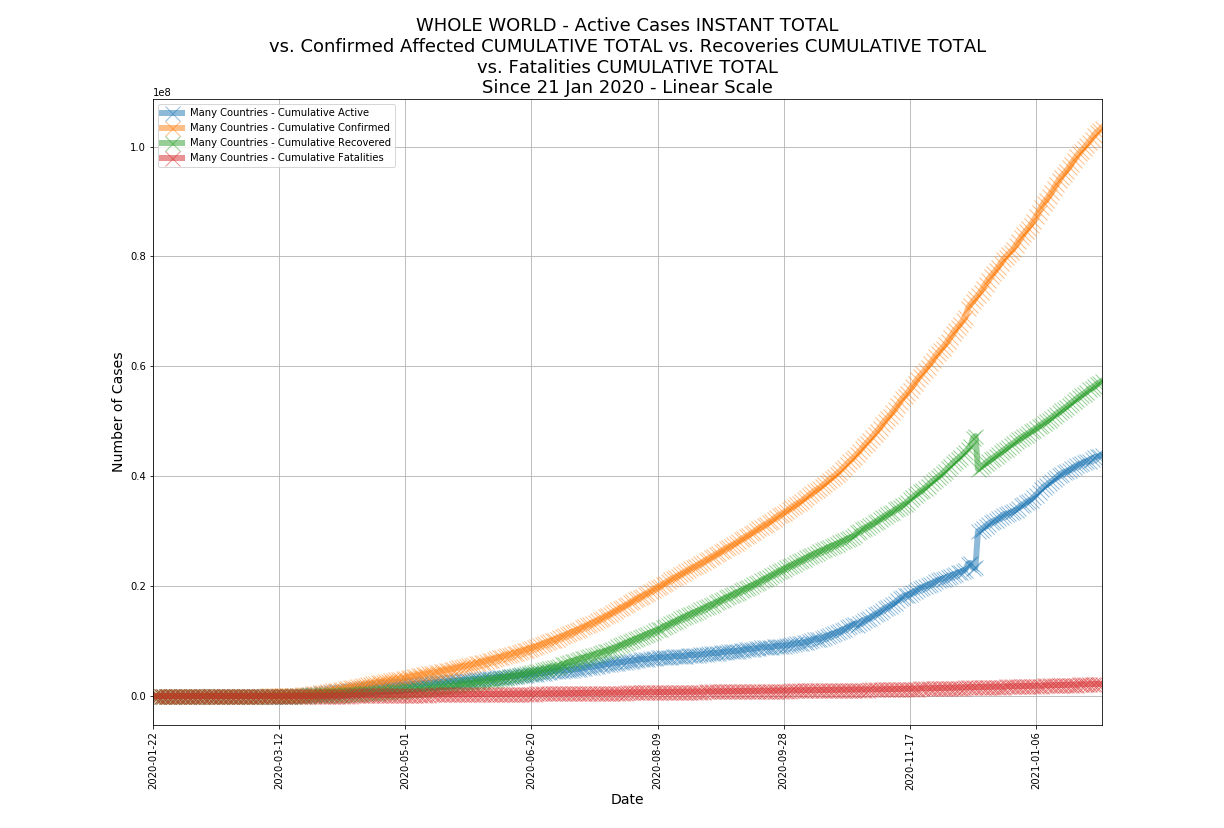 WHOLE WORLD - Active Cases INSTANT TOTAL
vs. Confirmed Affected CUMULATIVE TOTAL vs. Recoveries CUMULATIVE TOTAL
vs. Fatalities CUMULATIVE TOTAL
Since 21 Jan 2020 - Linear Scale
1e8
Many Countries - Cumulative Active
Many Countries - Cumulative Confirmed
Many Countries - Cumulative Recovered
Many Countries - Cumulative Fatalities
1.0
0.8
0.6
0.4
0.2
0.0
Number of Cases
2020-01-22
2020-03-12
2020-05-01
2020-06-20
2020-08-09
2020-09-28
2020-11-17
2021-01-06
Date